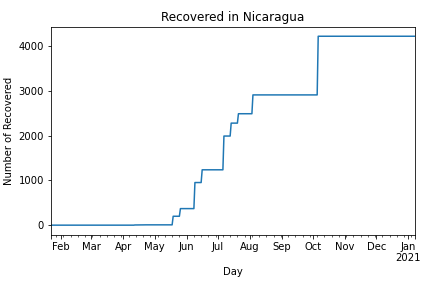 Recovered in Nicaragua
Number of Recovered
4000
3000
2000
1000
0
Feb Mar Apr May Jun Jul Aug Sep Oct Nov Dec Jan
2021
Day